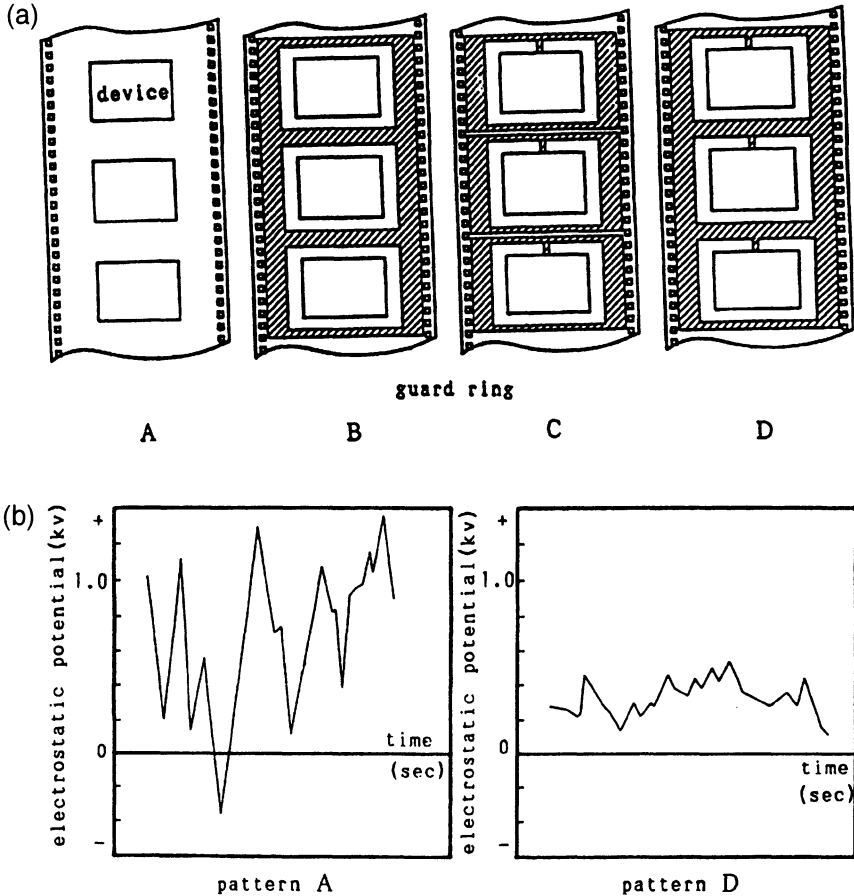 (a)
device
guard ring
A B C D
(b)
electrostatic potential(kv)
+
1.0
0
−
time
(sec)
pattern A
electrostatic potential(kv)
+
1.0
0
−
time
(sec)
pattern D